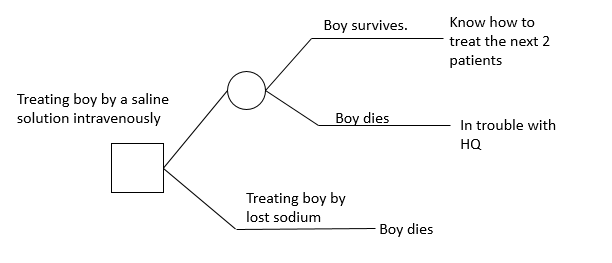 Boy survives.
Know how to
treat the next 2
patients
Treating boy by a saline
solution intravenously
Boy dies
In trouble with
HQ
Treating boy by
lost sodium
Boy dies